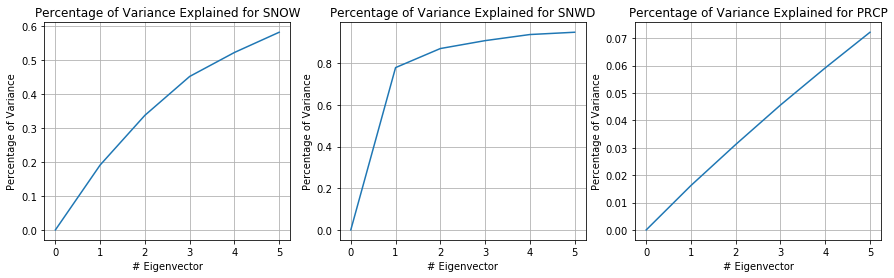 Percentage of Variance Explained for SNOW
Percentage of Variance
0.6
0.5
0.4
0.3
0.2
0.1
0.0
0 1 2 3 4 5
# Eigenvector
Percentage of Variance Explained for SNWD
Percentage of Variance
0.8
0.6
0.4
0.2
0.0
0 1 2 3 4 5
# Eigenvector
Percentage of Variance Explained for PRCP
Percentage of Variance
0.07
0.06
0.05
0.04
0.03
0.02
0.01
0.00
0 1 2 3 4 5
# Eigenvector